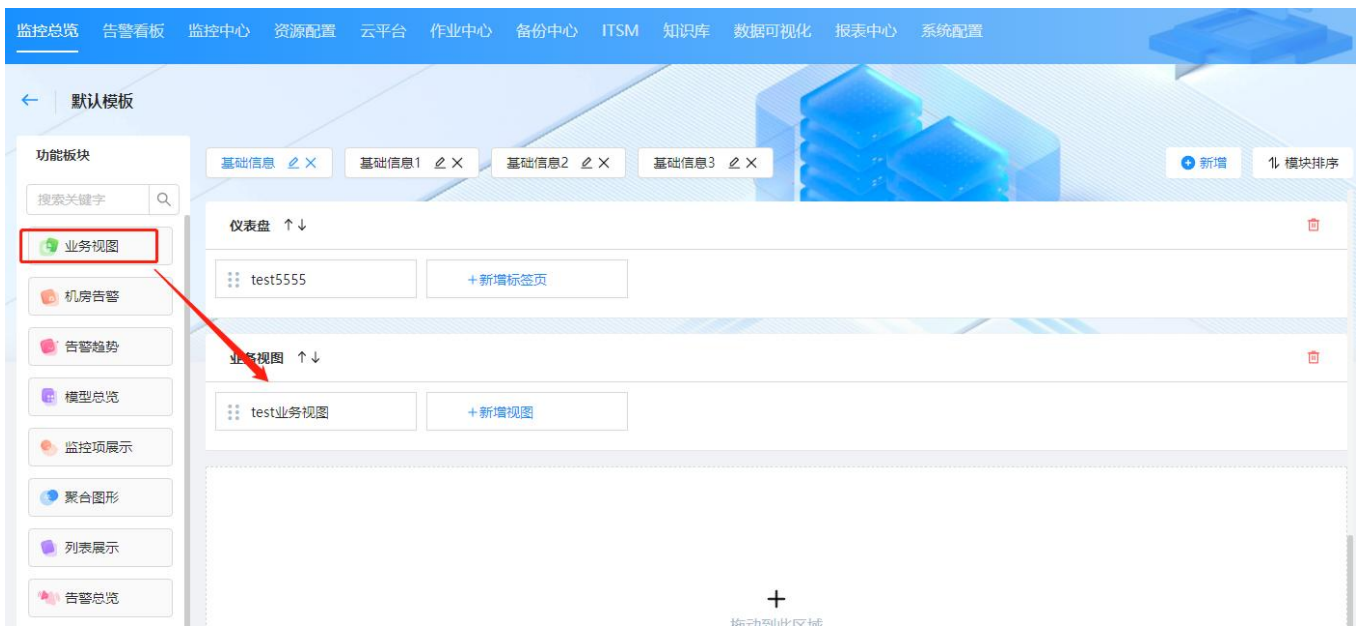 监控总览 告警看板 监控中心 资源配置 云平台 作业中心 备份中心 ITSM 知识库 数据可视化 报表中心 系统配置
默认模板
功能板块
基础信息 基础信息1 基础信息2 基础信息3 新增 模块排序
搜索关键字
仪表盘
业务视图
test5555 +新增标签页
机房告警
告警趋势
业务视图
模型总览
test业务视图 +新增视图
监控项展示
聚合图形
列表展示
告警总览
拖动到此区域